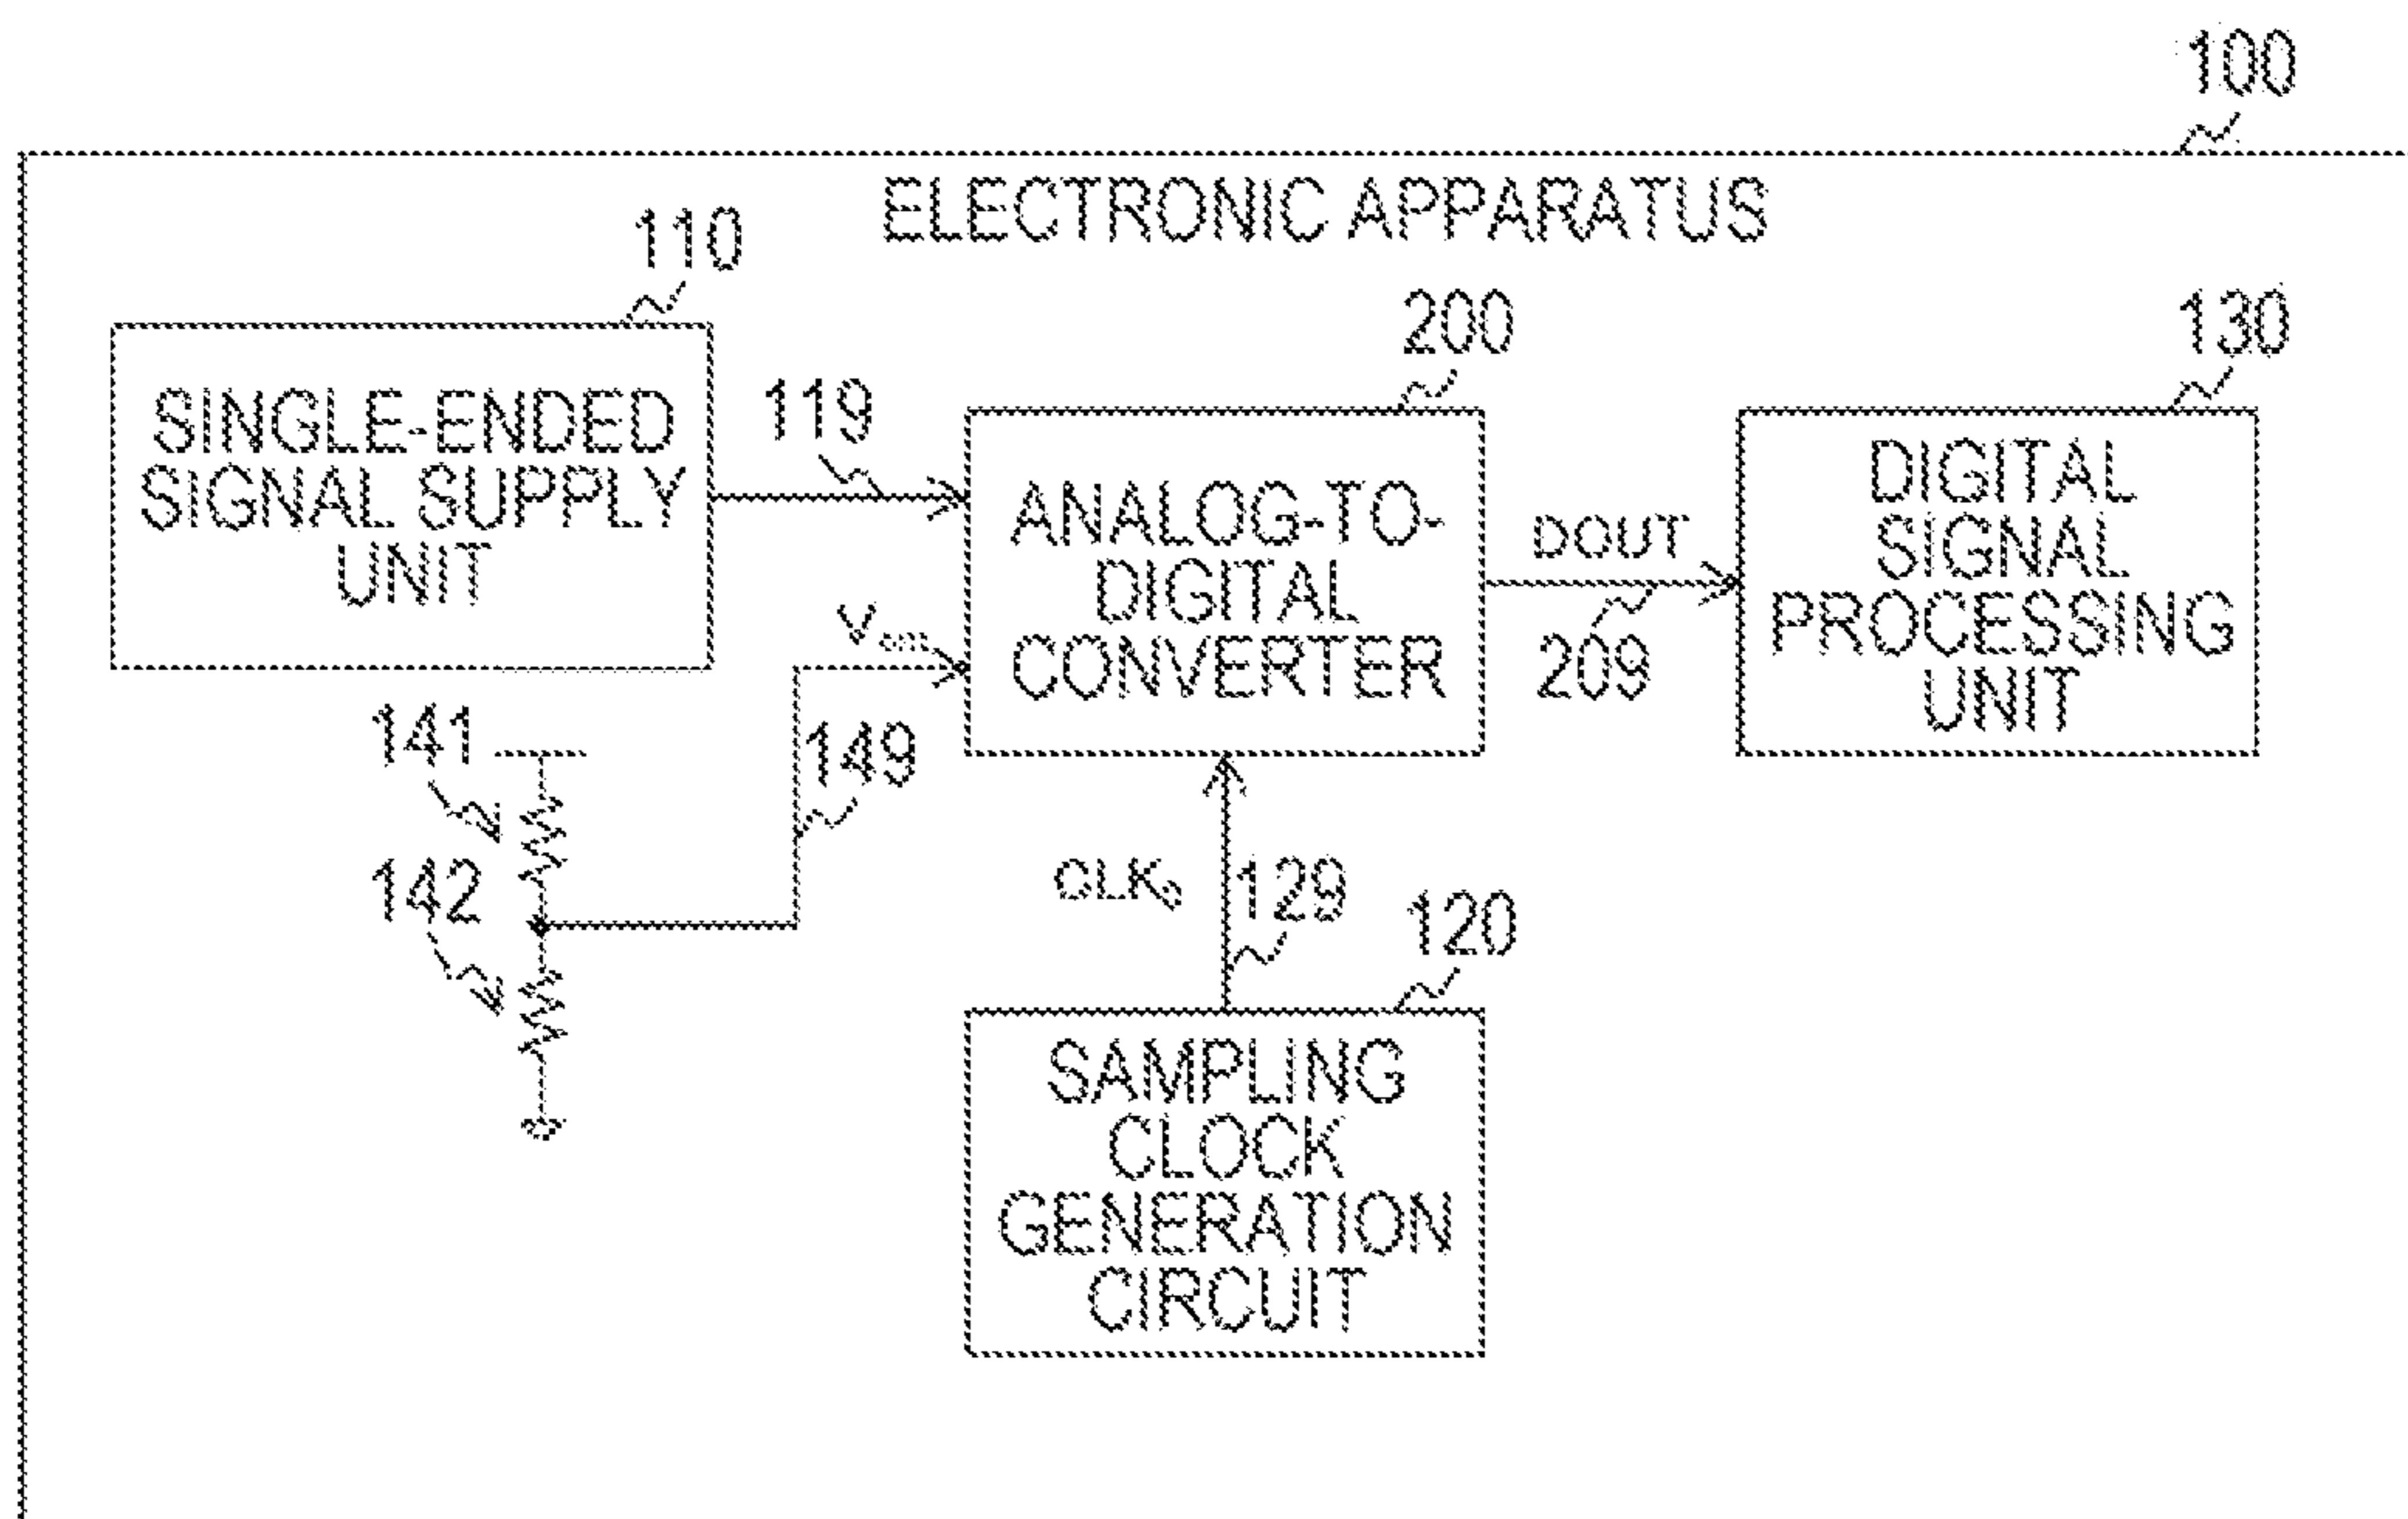 100
ELECTRONIC APPARATUS
110
SINGLE-ENDED
SIGNAL SUPPLY
UNIT
119
200
ANALOG-TO-
DIGITAL
CONVERTER
130
DIGITAL
SIGNAL
PROCESSING
UNIT
DOUT
209
Vcm
149
141
142
129
120
SAMPLING
CLOCK
GENERATION
CIRCUIT